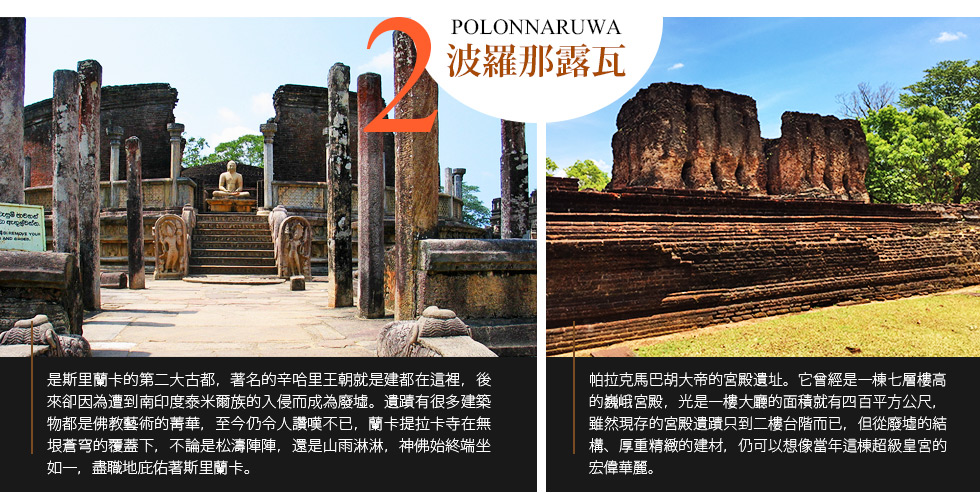 2
POLONNARUWA
波羅那露瓦
是斯里蘭卡的第二大古都，著名的辛哈里王朝就是建都在這裡，後
來卻因為遭到南印度泰米爾族的入侵而成為廢墟。遺蹟有很多建築
物都是佛教藝術的菁華，至今仍令人讚嘆不已，蘭卡提拉卡寺在無
垠蒼穹的覆蓋下，不論是松濤陣陣，還是山雨淋淋，神佛始終端坐
如一，盡職地庇佑著斯里蘭卡。
帕拉克馬巴胡大帝的宮殿遺址。它曾經是一棟七層樓高
的巍峨宮殿，光是一樓大廳的面積就有四百平方公尺，
雖然現存的宮殿遺蹟只到二樓台階而已，但從廢墟的結
構、厚重精緻的建材，仍可以想像當年這棟超級皇宮的
宏偉華麗。